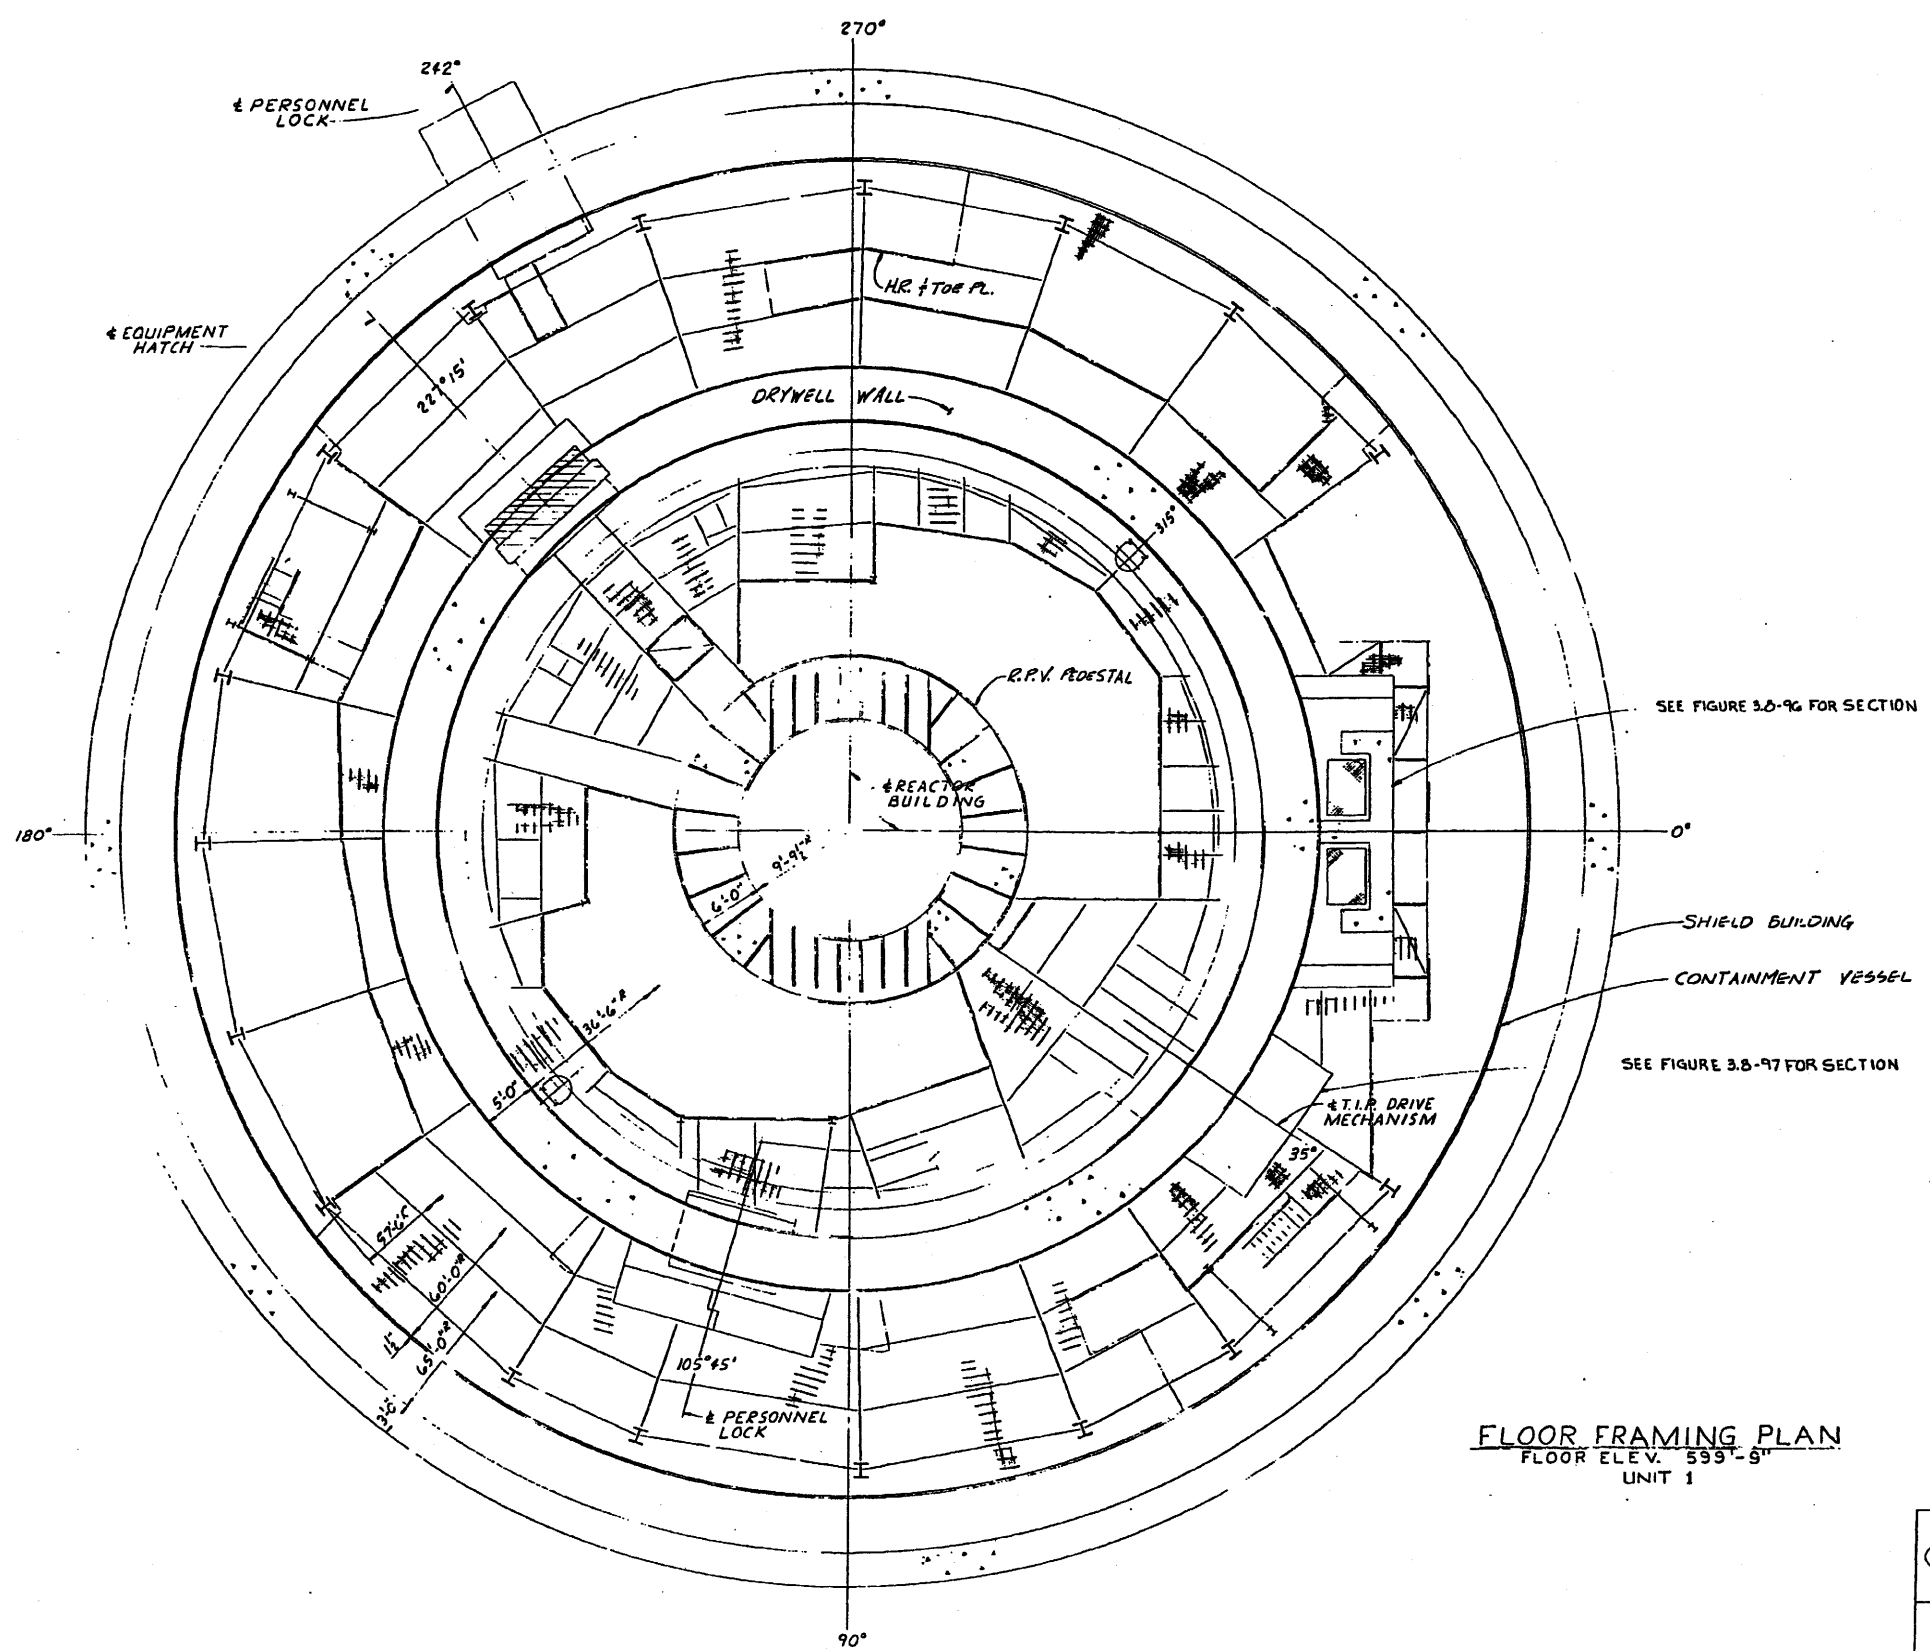 270°
242°
℄ PERSONNEL
LOCK
℄ EQUIPMENT
HATCH
227°15'
H.R. & TOE PL.
DRYWELL WALL
315°
R.P.V. PEDESTAL
SEE FIGURE 3.8-96 FOR SECTION
℄ REACTOR
BUILDING
180°
0°
9'-9½"R
6'-0"
SHIELD BUILDING
CONTAINMENT VESSEL
36'-6"R
5'-0"
SEE FIGURE 3.8-97 FOR SECTION
℄ T.I.P. DRIVE
MECHANISM
35°
57'-6"R
60'-0"R
1½"
65'-0"R
3'-0"
105°45'
℄ PERSONNEL
LOCK
FLOOR FRAMING PLAN
FLOOR ELEV. 599'-9"
UNIT 1
90°